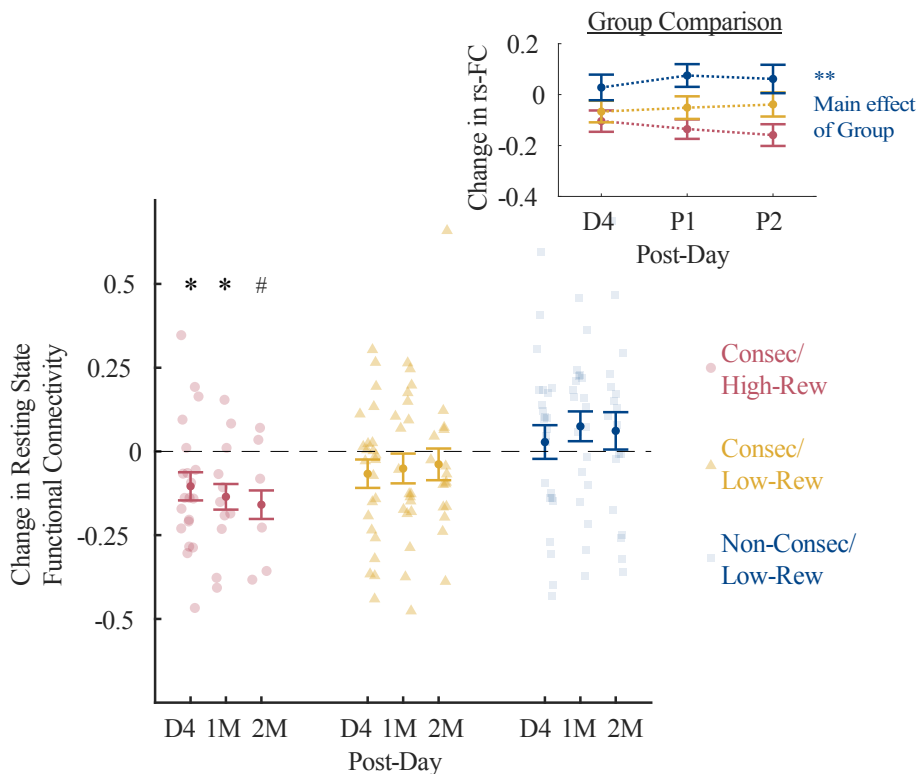 Group Comparison
Change in rs-FC
0.2
0
-0.2
-0.4
D4 P1 P2
Post-Day
**
Main effect
of Group
Change in Resting State
Functional Connectivity
0.5
0.25
0
-0.25
-0.5
* * #
D4 1M 2M D4 1M 2M D4 1M 2M
Post-Day
Consec/
High-Rew
Consec/
Low-Rew
Non-Consec/
Low-Rew